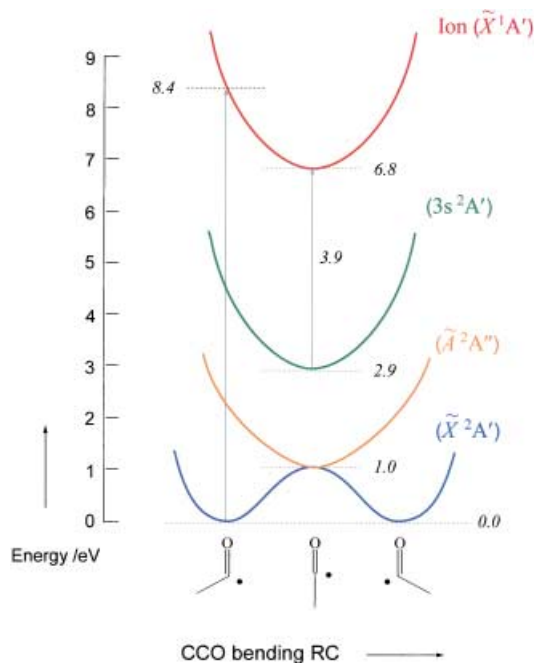 Ion (X̃ ¹A′)
9
8.4
8
7
6.8
6
(3s ²A′)
5
3.9
4
(Ã ²A″)
3
2.9
2
(X̃ ²A′)
1
1.0
0
0.0
Energy /eV
O
O
O
CCO bending RC